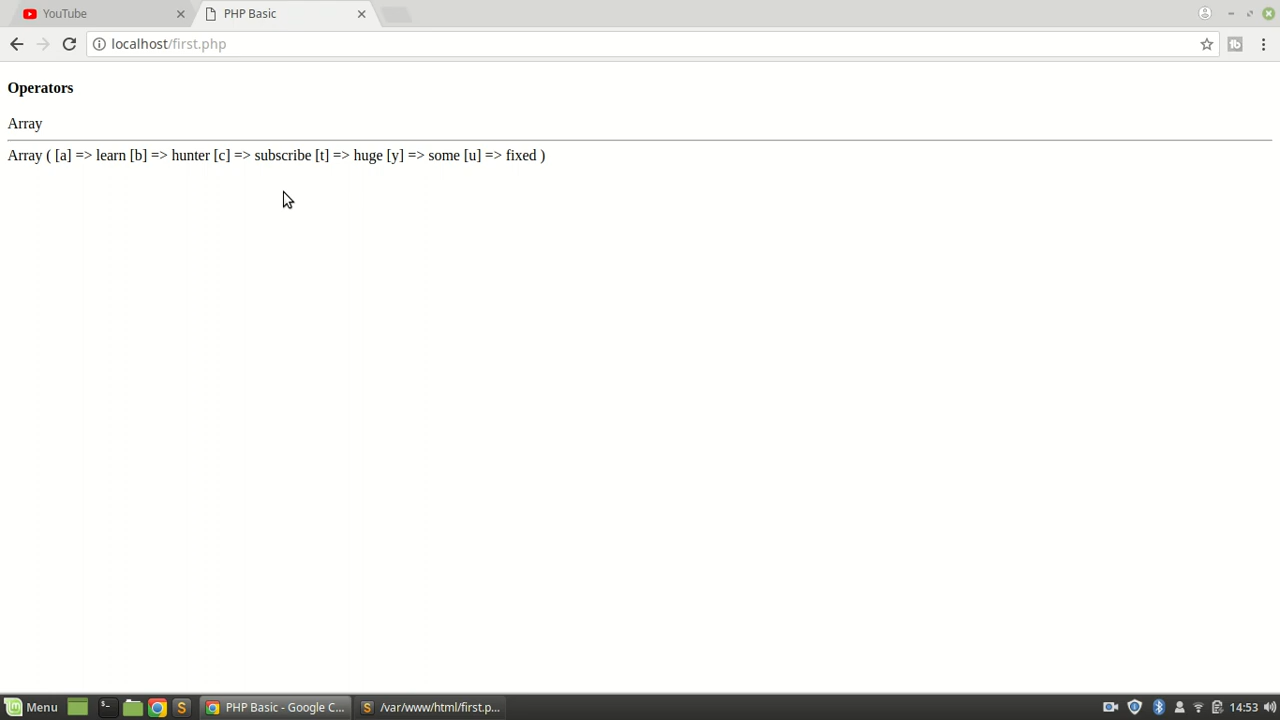 YouTube
PHP Basic
localhost/first.php
Operators
Array
Array ( [a] => learn [b] => hunter [c] => subscribe [t] => huge [y] => some [u] => fixed )
Menu
PHP Basic - Google C...
/var/www/html/first.p...
14:53